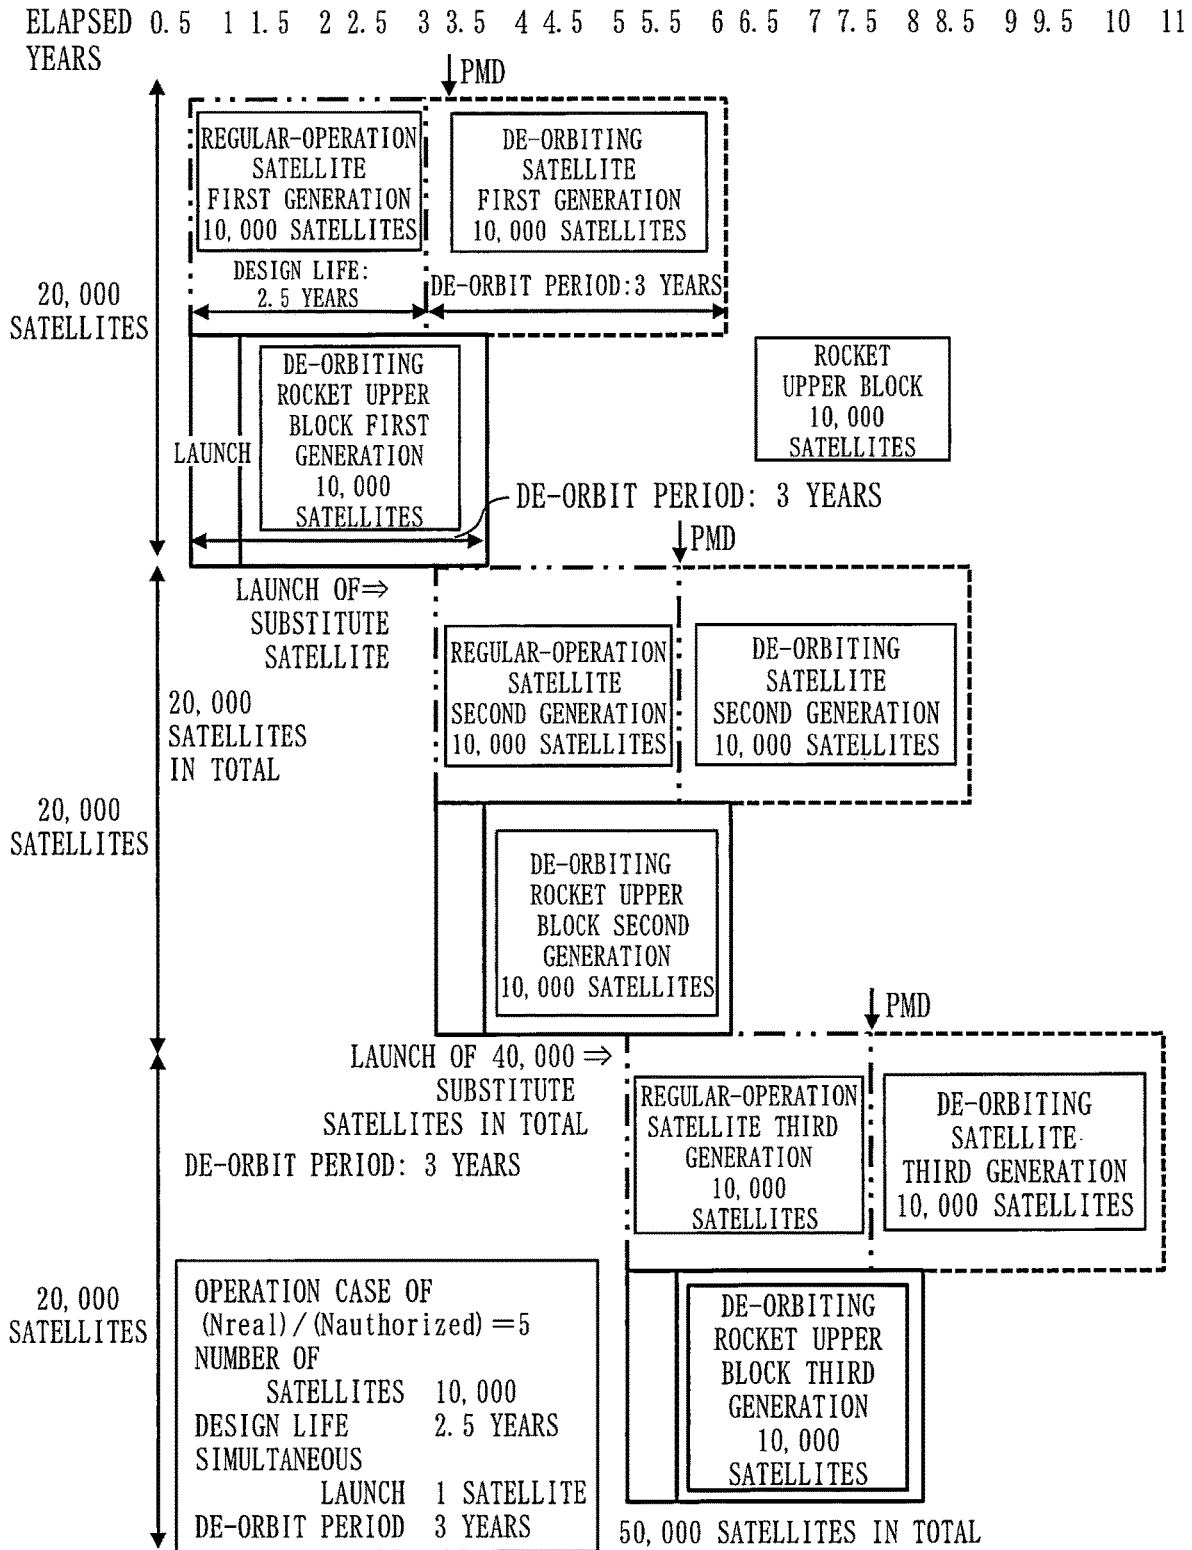 ELAPSED 0.5 1 1.5 2 2.5 3 3.5 4 4.5 5 5.5 6 6.5 7 7.5 8 8.5 9 9.5 10 11
YEARS
PMD
REGULAR-OPERATION
SATELLITE
FIRST GENERATION
10,000 SATELLITES
DE-ORBITING
SATELLITE
FIRST GENERATION
10,000 SATELLITES
DESIGN LIFE:
2.5 YEARS
DE-ORBIT PERIOD:3 YEARS
20,000
SATELLITES
LAUNCH
DE-ORBITING
ROCKET UPPER
BLOCK FIRST
GENERATION
10,000
SATELLITES
ROCKET
UPPER BLOCK
10,000
SATELLITES
DE-ORBIT PERIOD: 3 YEARS
PMD
LAUNCH OF⇒
SUBSTITUTE
SATELLITE
REGULAR-OPERATION
SATELLITE
SECOND GENERATION
10,000 SATELLITES
DE-ORBITING
SATELLITE
SECOND GENERATION
10,000 SATELLITES
20,000
SATELLITES
IN TOTAL
20,000
SATELLITES
DE-ORBITING
ROCKET UPPER
BLOCK SECOND
GENERATION
10,000 SATELLITES
PMD
LAUNCH OF 40,000 ⇒
SUBSTITUTE
SATELLITES IN TOTAL
DE-ORBIT PERIOD: 3 YEARS
REGULAR-OPERATION
SATELLITE THIRD
GENERATION
10,000
SATELLITES
DE-ORBITING
SATELLITE
THIRD GENERATION
10,000 SATELLITES
20,000
SATELLITES
OPERATION CASE OF
(Nreal)/(Nauthorized)=5
NUMBER OF
SATELLITES 10,000
DESIGN LIFE 2.5 YEARS
SIMULTANEOUS
LAUNCH 1 SATELLITE
DE-ORBIT PERIOD 3 YEARS
DE-ORBITING
ROCKET UPPER
BLOCK THIRD
GENERATION
10,000
SATELLITES
50,000 SATELLITES IN TOTAL